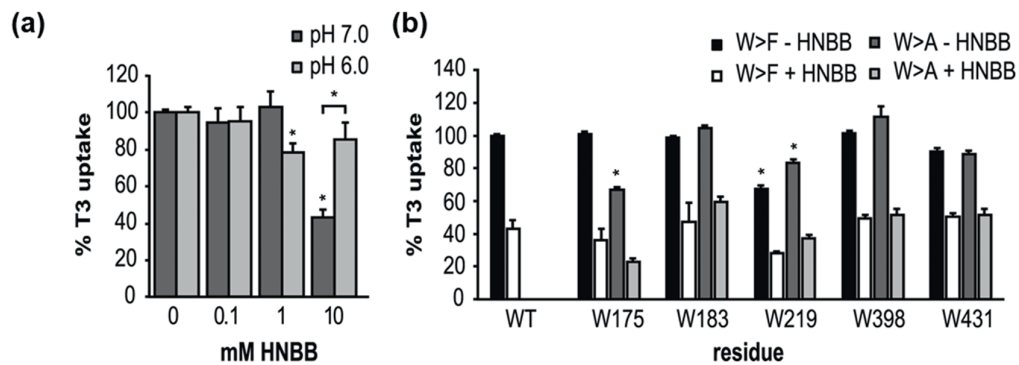 (a)
pH 7.0
pH 6.0
% T3 uptake
120
100
80
60
40
20
0
*
*
*
0 0.1 1 10
mM HNBB
(b)
W>F - HNBB W>A - HNBB
W>F + HNBB W>A + HNBB
% T3 uptake
140
120
100
80
60
40
20
0
*
*
*
WT W175 W183 W219 W398 W431
residue